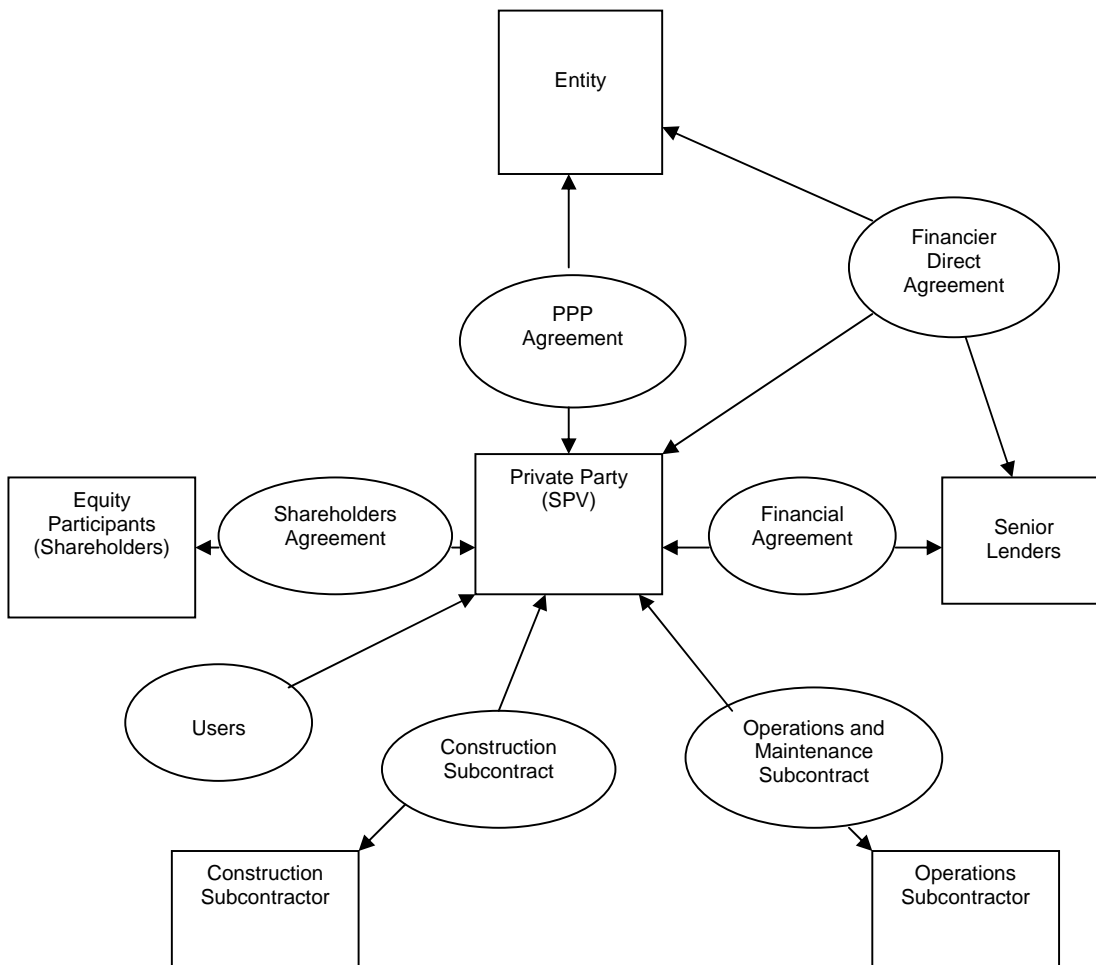 Entity
Financier
Direct
Agreement
PPP
Agreement
Equity
Participants
(Shareholders)
Shareholders
Agreement
Private Party
(SPV)
Financial
Agreement
Senior
Lenders
Users
Construction
Subcontract
Operations and
Maintenance
Subcontract
Construction
Subcontractor
Operations
Subcontractor